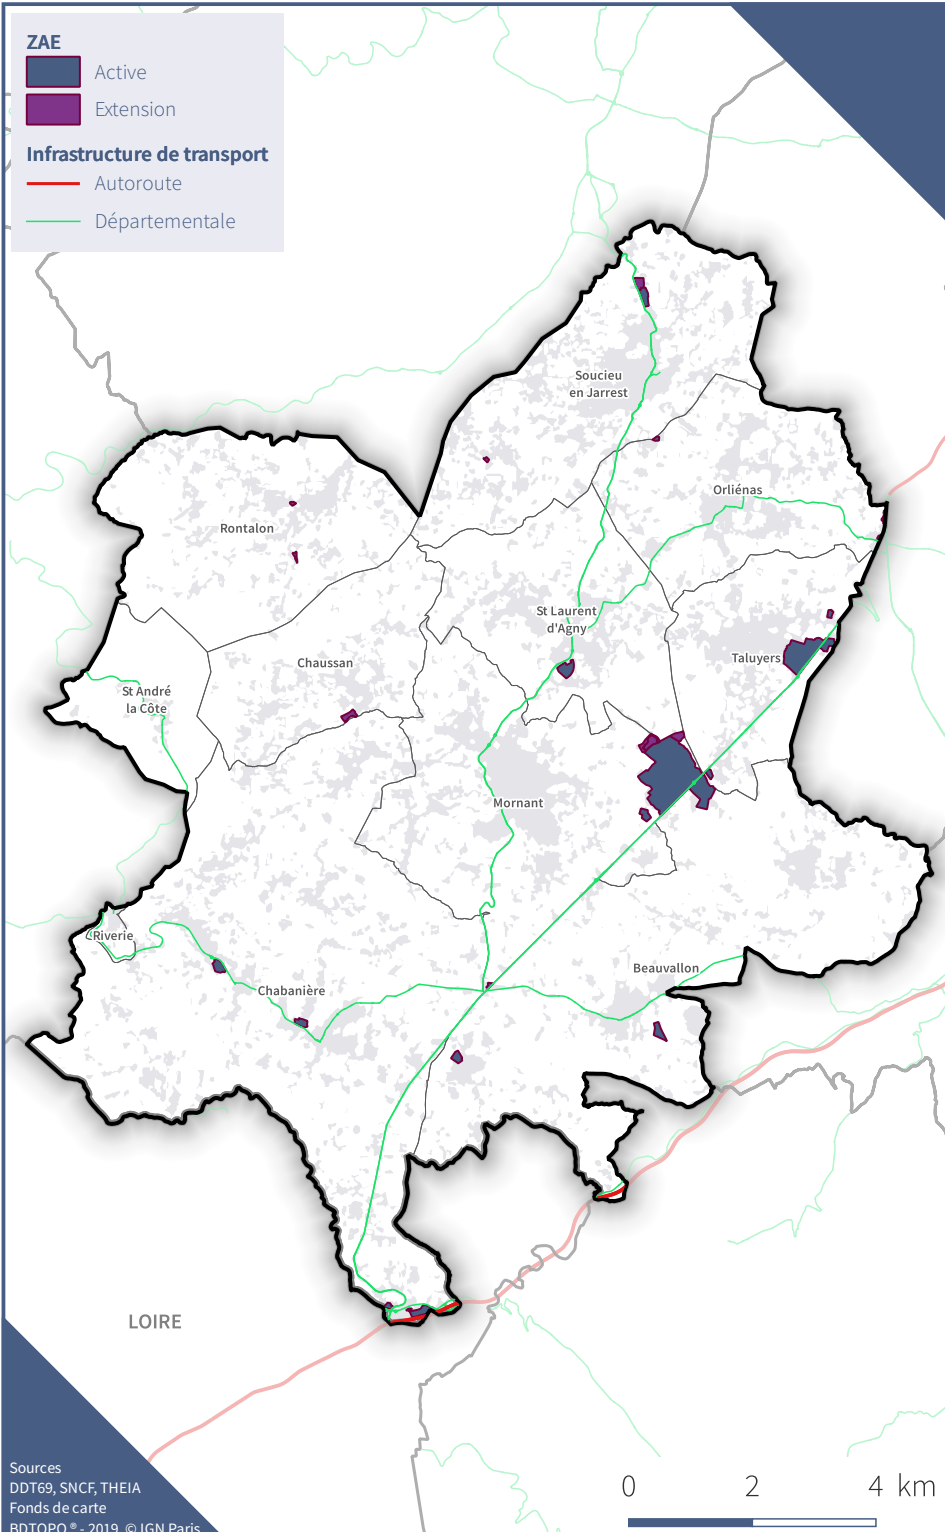 ZAE
Active
Extension
Infrastructure de transport
Autoroute
Départementale
Soucieu
en Jarrest
Orliénas
Rontalon
St Laurent
d'Agny
Taluyers
Chaussan
St André
la Côte
Mornant
Riverie
Beauvallon
Chabanière
LOIRE
Sources
DDT69, SNCF, THEIA
Fonds de carte
BDTOPO ® - 2019, © IGN Paris
0 2 4 km